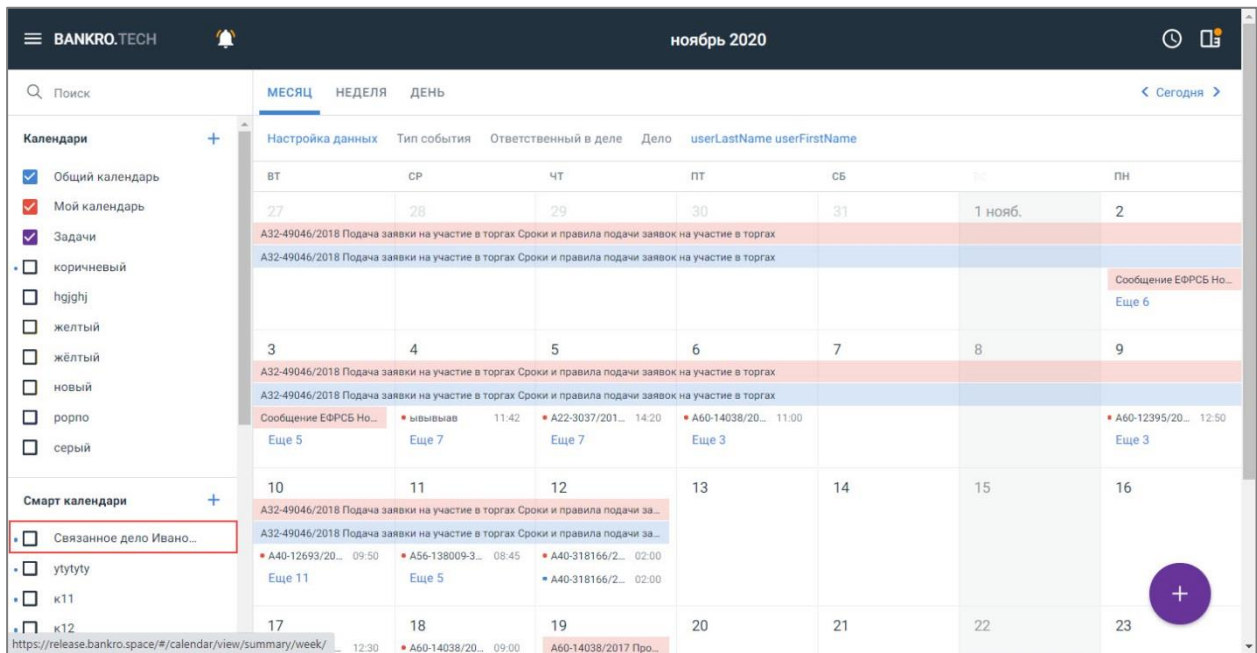 BANKRO.TECH
ноябрь 2020
Поиск
МЕСЯЦ НЕДЕЛЯ ДЕНЬ
Сегодня
Календари
Настройка данных Тип события Ответственный в деле Дело userLastName userFirstName
Общий календарь
Мой календарь
Задачи
коричневый
hgjghj
желтый
жёлтый
новый
ропро
серый
Смарт календари
Связанное дело Ивано...
ytytyty
к11
к12
https://release.bankro.space/#/calendar/view/summary/week/
ВТ СР ЧТ ПТ СБ ВС ПН
27 28 29 30 31 1 нояб. 2
А32-49046/2018 Подача заявки на участие в торгах Сроки и правила подачи заявок на участие в торгах
А32-49046/2018 Подача заявки на участие в торгах Сроки и правила подачи заявок на участие в торгах
Сообщение ЕФРСБ Но...
Еще 6
3 4 5 6 7 8 9
А32-49046/2018 Подача заявки на участие в торгах Сроки и правила подачи заявок на участие в торгах
А32-49046/2018 Подача заявки на участие в торгах Сроки и правила подачи заявок на участие в торгах
Сообщение ЕФРСБ Но... ывывыав 11:42 А22-3037/201... 14:20 А60-14038/20... 11:00 А60-12395/20... 12:50
Еще 5 Еще 7 Еще 7 Еще 3 Еще 3
10 11 12 13 14 15 16
А32-49046/2018 Подача заявки на участие в торгах Сроки и правила подачи за...
А32-49046/2018 Подача заявки на участие в торгах Сроки и правила подачи за...
А40-12693/20... 09:50 А56-138009-3... 08:45 А40-318166/2... 02:00
Еще 11 Еще 5 А40-318166/2... 02:00
17 18 19 20 21 22 23
12:30 А60-14038/20... 09:00 А60-14038/2017 Про...